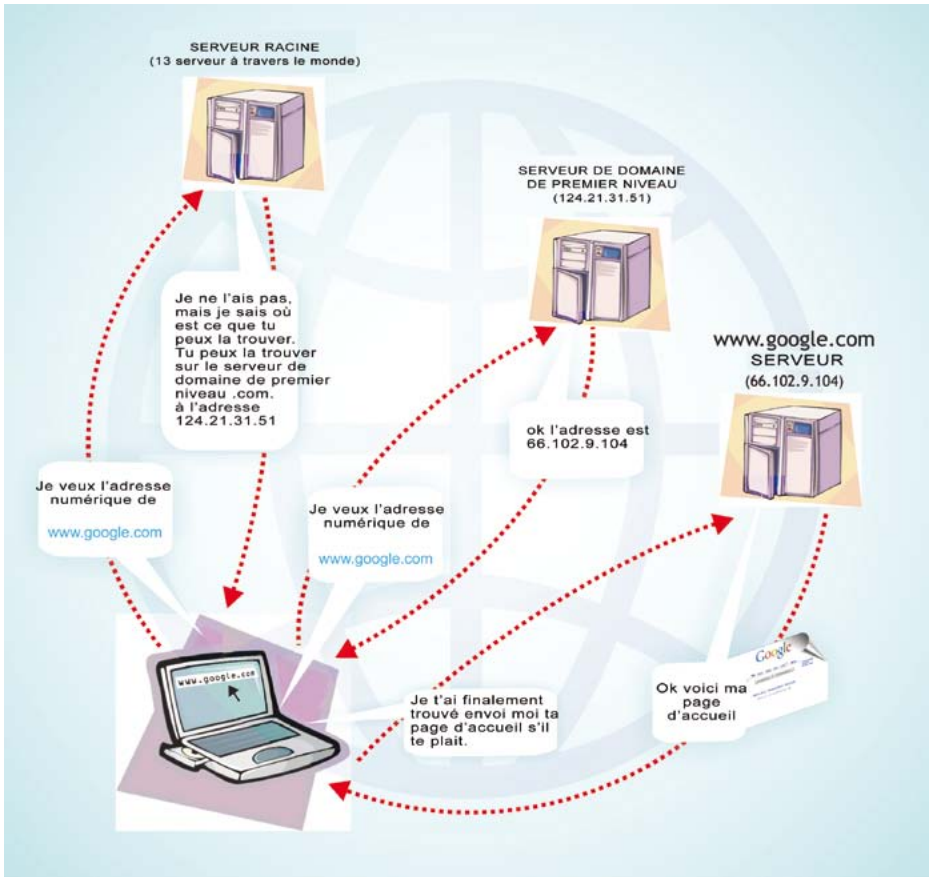 SERVEUR RACINE
(13 serveur à travers le monde)
SERVEUR DE DOMAINE
DE PREMIER NIVEAU
(124.21.31.51)
Je ne l'ais pas,
mais je sais où
est ce que tu
peux la trouver.
Tu peux la trouver
sur le serveur de
domaine de premier
niveau .com.
à l'adresse
124.21.31.51
www.google.com
SERVEUR
(66.102.9.104)
ok l'adresse est
66.102.9.104
Je veux l'adresse
numérique de
www.google.com
Je veux l'adresse
numérique de
www.google.com
www.google.com
Je t'ai finalement
trouvé envoi moi ta
page d'accueil s'il
te plait.
Ok voici ma
page
d'accueil
Google